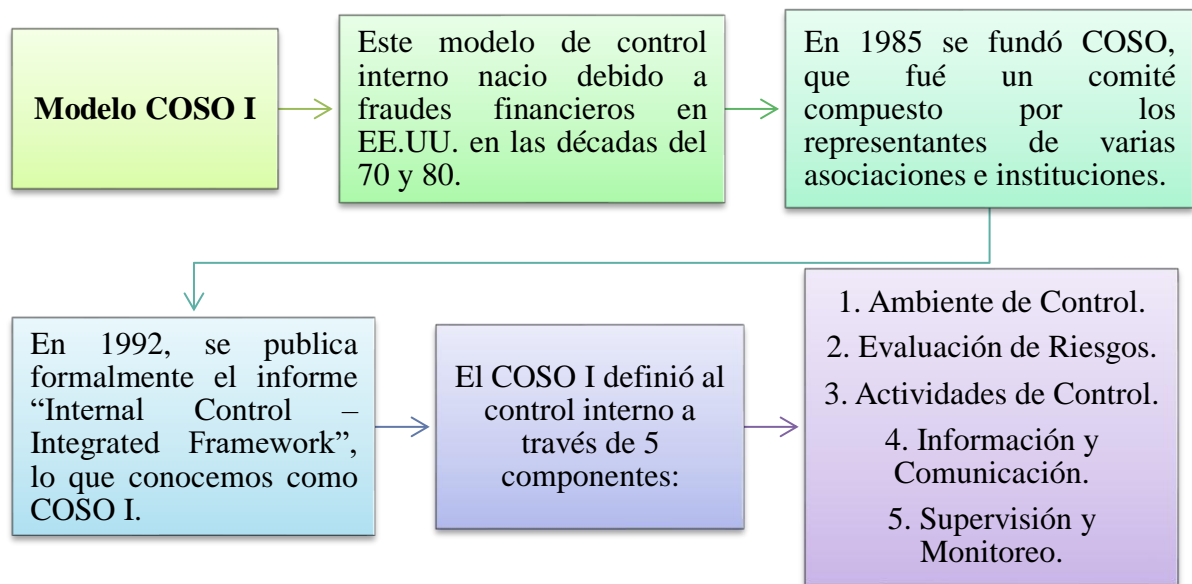 Modelo COSO I
Este modelo de control
interno nacio debido a
fraudes financieros en
EE.UU. en las décadas del
70 y 80.
En 1985 se fundó COSO,
que fué un comité
compuesto por los
representantes de varias
asociaciones e instituciones.
En 1992, se publica
formalmente el informe
“Internal Control –
Integrated Framework”,
lo que conocemos como
COSO I.
El COSO I definió al
control interno a
través de 5
componentes:
1. Ambiente de Control.
2. Evaluación de Riesgos.
3. Actividades de Control.
4. Información y
Comunicación.
5. Supervisión y
Monitoreo.